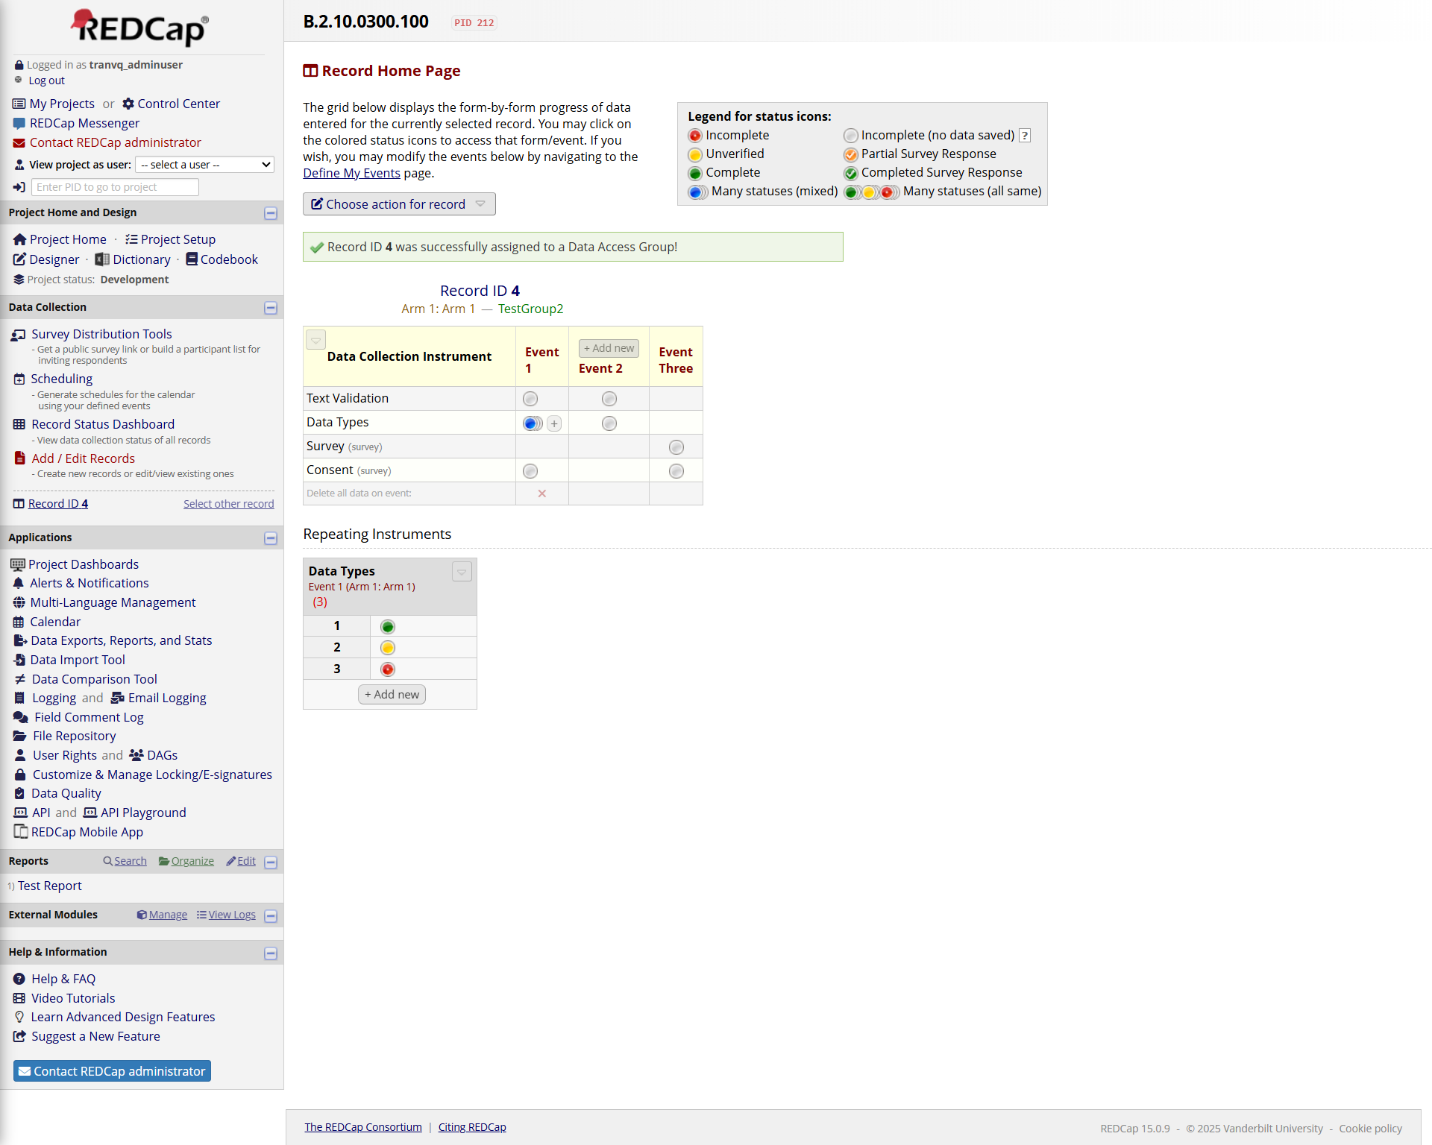 REDCap®
Logged in as tranvq_adminuser
Log out
My Projects or Control Center
REDCap Messenger
Contact REDCap administrator
View project as user: -- select a user --
Enter PID to go to project
Project Home and Design
Project Home · Project Setup
Designer · Dictionary · Codebook
Project status: Development
Data Collection
Survey Distribution Tools
- Get a public survey link or build a participant list for
inviting respondents
Scheduling
- Generate schedules for the calendar
using your defined events
Record Status Dashboard
- View data collection status of all records
Add / Edit Records
- Create new records or edit/view existing ones
Record ID 4 Select other record
Applications
Project Dashboards
Alerts & Notifications
Multi-Language Management
Calendar
Data Exports, Reports, and Stats
Data Import Tool
Data Comparison Tool
Logging and Email Logging
Field Comment Log
File Repository
User Rights and DAGs
Customize & Manage Locking/E-signatures
Data Quality
API and API Playground
REDCap Mobile App
Reports Search Organize Edit
1) Test Report
External Modules Manage View Logs
Help & Information
Help & FAQ
Video Tutorials
Learn Advanced Design Features
Suggest a New Feature
Contact REDCap administrator
B.2.10.0300.100 PID 212
Record Home Page
The grid below displays the form-by-form progress of data
entered for the currently selected record. You may click on
the colored status icons to access that form/event. If you
wish, you may modify the events below by navigating to the
Define My Events page.
Legend for status icons:
Incomplete Incomplete (no data saved) ?
Unverified Partial Survey Response
Complete Completed Survey Response
Many statuses (mixed) Many statuses (all same)
Choose action for record
Record ID 4 was successfully assigned to a Data Access Group!
Record ID 4
Arm 1: Arm 1 — TestGroup2
Data Collection Instrument
Event
1
+ Add new
Event 2
Event
Three
Text Validation
Data Types +
Survey (survey)
Consent (survey)
Delete all data on event:
Repeating Instruments
Data Types
Event 1 (Arm 1: Arm 1)
(3)
1
2
3
+ Add new
The REDCap Consortium | Citing REDCap
REDCap 15.0.9 - © 2025 Vanderbilt University - Cookie policy